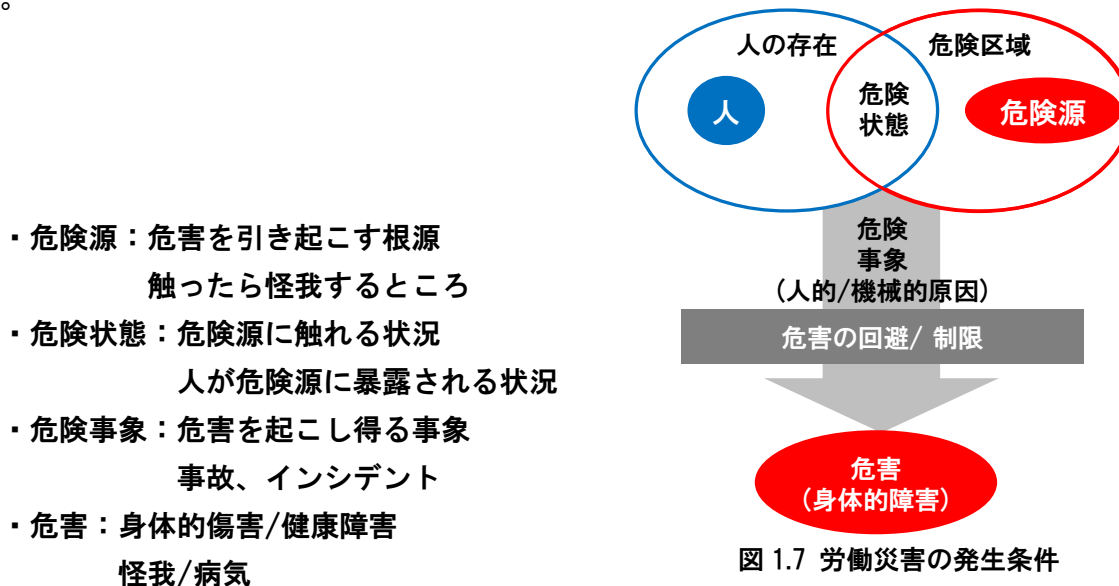 。
・危険源：危害を引き起こす根源
触ったら怪我するところ
・危険状態：危険源に触れる状況
人が危険源に暴露される状況
・危険事象：危害を起こし得る事象
事故、インシデント
・危害：身体的傷害/健康障害
怪我/病気
人の存在
危険区域
人
危険
状態
危険源
危険
事象
(人的/機械的原因)
危害の回避/ 制限
危害
(身体的障害)
図 1.7 労働災害の発生条件